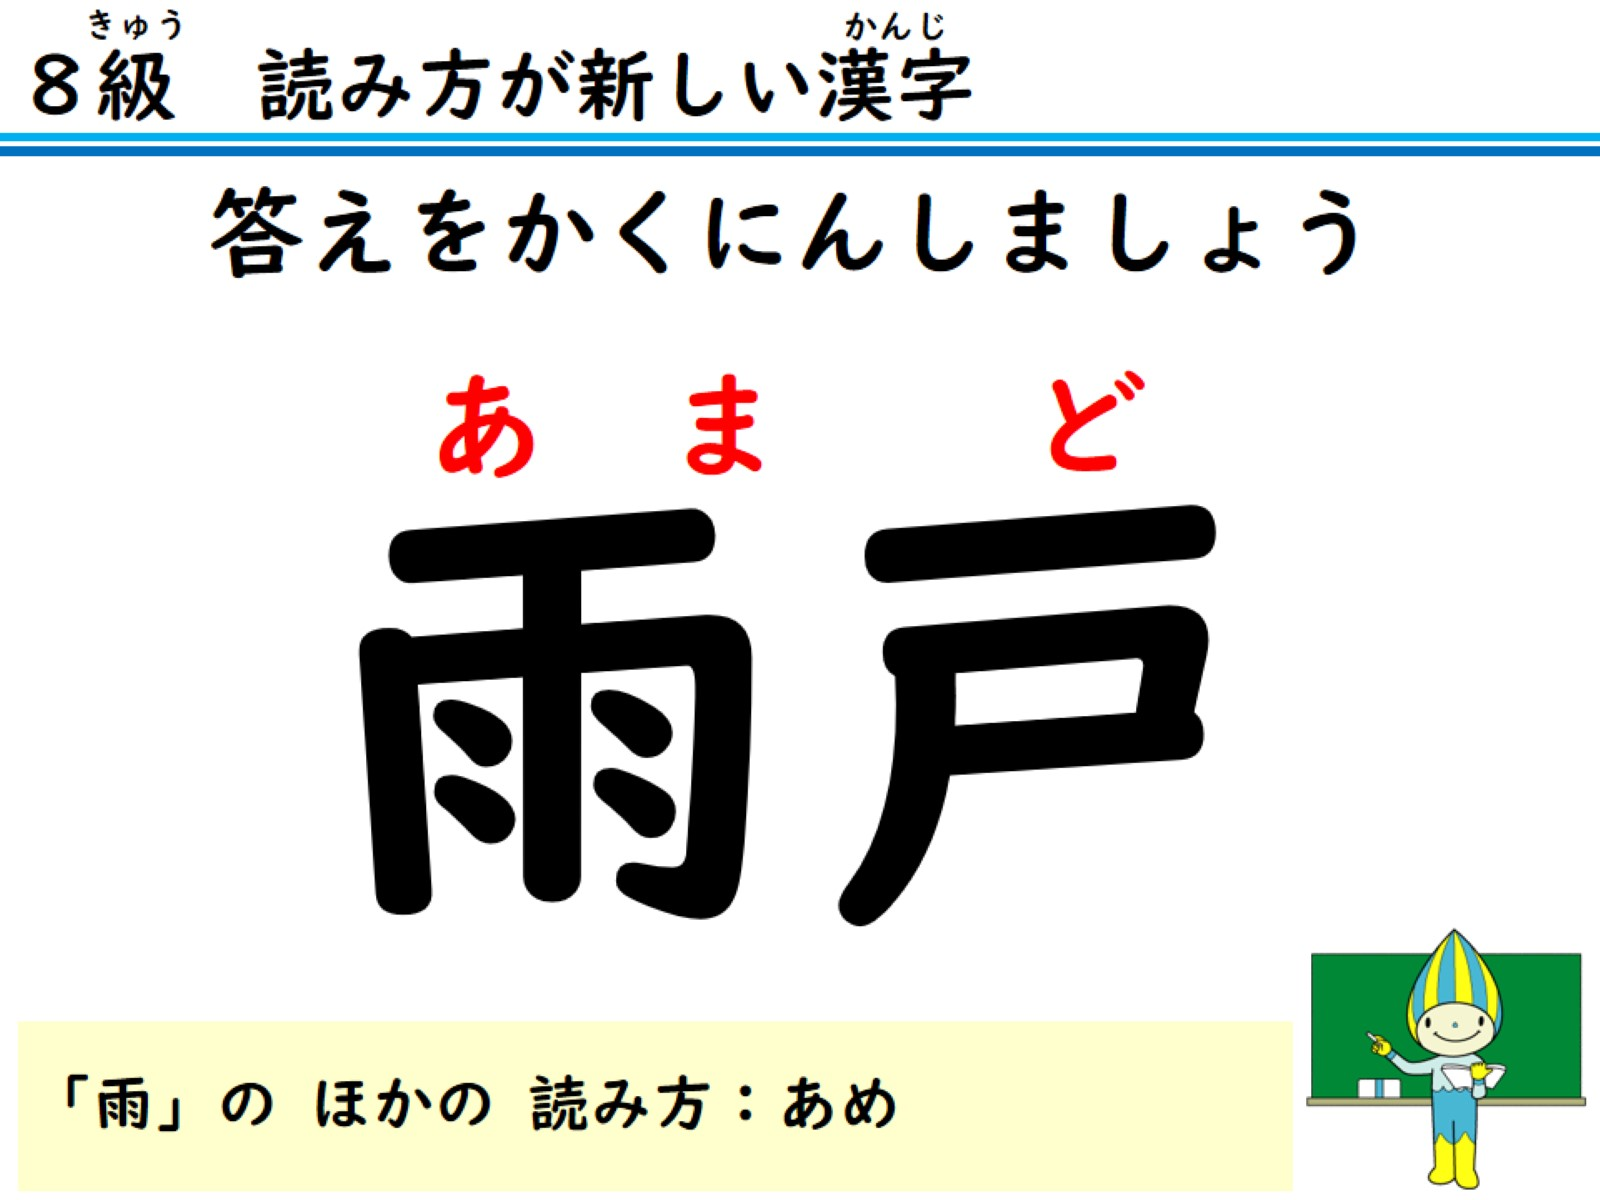 きゅう かんじ
８級 読み方が新しい漢字
答えをかくにんしましょう
あま ど
雨戸
「雨」の ほかの 読み方：あめ